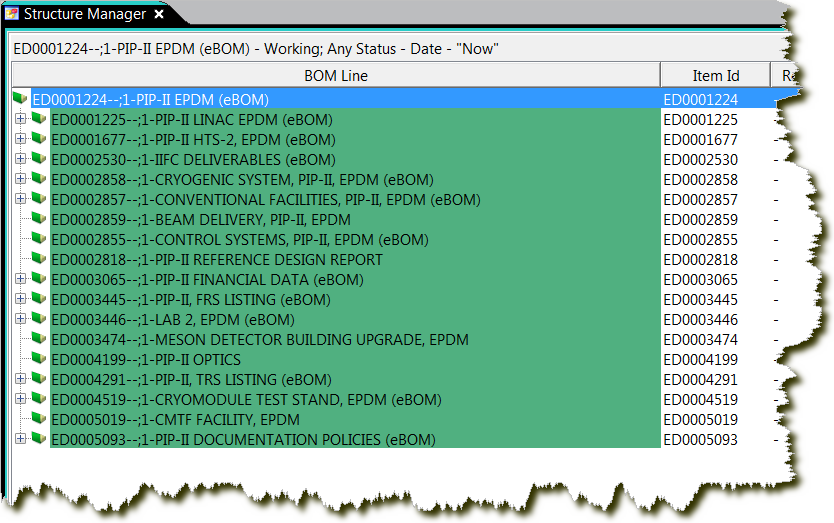 Structure Manager
ED0001224--;1-PIP-II EPDM (eBOM) - Working; Any Status - Date - "Now"
BOM Line Item Id
ED0001224--;1-PIP-II EPDM (eBOM) ED0001224
ED0001225--;1-PIP-II LINAC EPDM (eBOM) ED0001225 -
ED0001677--;1-PIP-II HTS-2, EPDM (eBOM) ED0001677 -
ED0002530--;1-IIFC DELIVERABLES (eBOM) ED0002530 -
ED0002858--;1-CRYOGENIC SYSTEM, PIP-II, EPDM (eBOM) ED0002858 -
ED0002857--;1-CONVENTIONAL FACILITIES, PIP-II, EPDM (eBOM) ED0002857 -
ED0002859--;1-BEAM DELIVERY, PIP-II, EPDM ED0002859 -
ED0002855--;1-CONTROL SYSTEMS, PIP-II, EPDM (eBOM) ED0002855 -
ED0002818--;1-PIP-II REFERENCE DESIGN REPORT ED0002818 -
ED0003065--;1-PIP-II FINANCIAL DATA (eBOM) ED0003065 -
ED0003445--;1-PIP-II, FRS LISTING (eBOM) ED0003445 -
ED0003446--;1-LAB 2, EPDM (eBOM) ED0003446 -
ED0003474--;1-MESON DETECTOR BUILDING UPGRADE, EPDM ED0003474 -
ED0004199--;1-PIP-II OPTICS ED0004199 -
ED0004291--;1-PIP-II, TRS LISTING (eBOM) ED0004291 -
ED0004519--;1-CRYOMODULE TEST STAND, EPDM (eBOM) ED0004519 -
ED0005019--;1-CMTF FACILITY, EPDM ED0005019 -
ED0005093--;1-PIP-II DOCUMENTATION POLICIES (eBOM) ED0005093 -